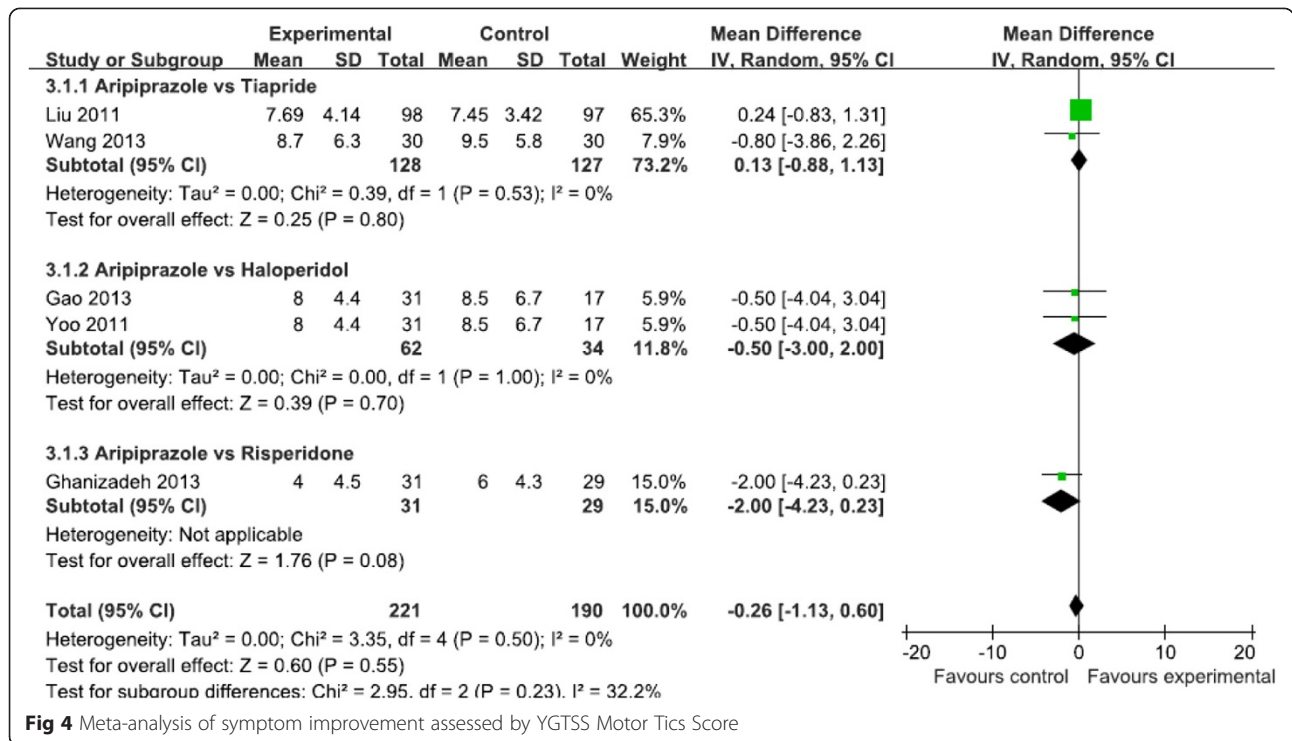 Experimental Control Mean Difference Mean Difference
Study or Subgroup Mean SD Total Mean SD Total Weight IV, Random, 95% CI IV, Random, 95% CI
3.1.1 Aripiprazole vs Tiapride
Liu 2011 7.69 4.14 98 7.45 3.42 97 65.3% 0.24 [-0.83, 1.31]
Wang 2013 8.7 6.3 30 9.5 5.8 30 7.9% -0.80 [-3.86, 2.26]
Subtotal (95% CI) 128 127 73.2% 0.13 [-0.88, 1.13]
Heterogeneity: Tau² = 0.00; Chi² = 0.39, df = 1 (P = 0.53); I² = 0%
Test for overall effect: Z = 0.25 (P = 0.80)
3.1.2 Aripiprazole vs Haloperidol
Gao 2013 8 4.4 31 8.5 6.7 17 5.9% -0.50 [-4.04, 3.04]
Yoo 2011 8 4.4 31 8.5 6.7 17 5.9% -0.50 [-4.04, 3.04]
Subtotal (95% CI) 62 34 11.8% -0.50 [-3.00, 2.00]
Heterogeneity: Tau² = 0.00; Chi² = 0.00, df = 1 (P = 1.00); I² = 0%
Test for overall effect: Z = 0.39 (P = 0.70)
3.1.3 Aripiprazole vs Risperidone
Ghanizadeh 2013 4 4.5 31 6 4.3 29 15.0% -2.00 [-4.23, 0.23]
Subtotal (95% CI) 31 29 15.0% -2.00 [-4.23, 0.23]
Heterogeneity: Not applicable
Test for overall effect: Z = 1.76 (P = 0.08)
Total (95% CI) 221 190 100.0% -0.26 [-1.13, 0.60]
Heterogeneity: Tau² = 0.00; Chi² = 3.35, df = 4 (P = 0.50); I² = 0%
Test for overall effect: Z = 0.60 (P = 0.55)
Test for subgroup differences: Chi² = 2.95, df = 2 (P = 0.23), I² = 32.2%
-20 -10 0 10 20
Favours control Favours experimental
Fig 4 Meta-analysis of symptom improvement assessed by YGTSS Motor Tics Score